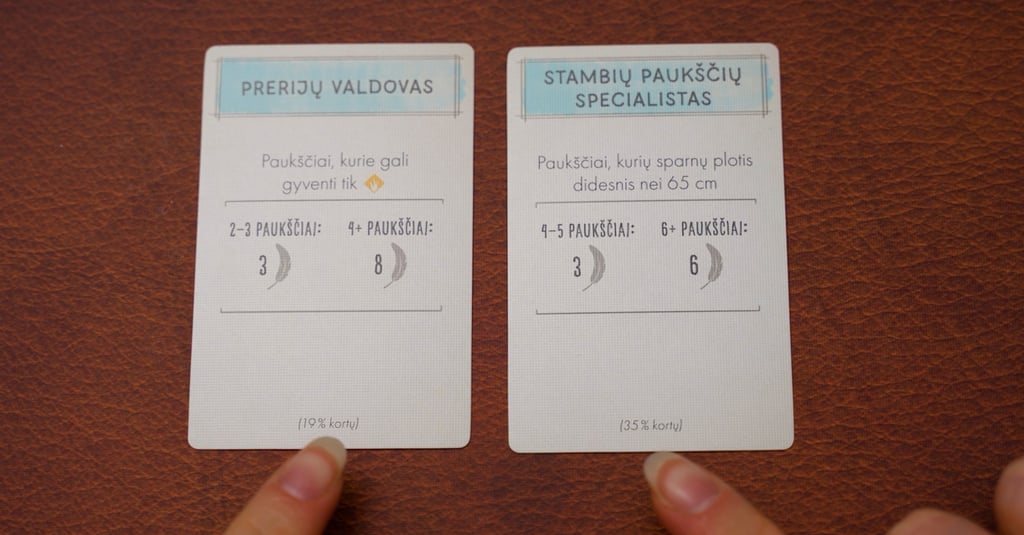 PRERIJŲ VALDOVAS
Paukščiai, kurie gali
gyventi tik
2–3 PAUKŠČIAI: 4+ PAUKŠČIAI:
3 8
(19% kortų)
STAMBIŲ PAUKŠČIŲ
SPECIALISTAS
Paukščiai, kurių sparnų plotis
didesnis nei 65 cm
4–5 PAUKŠČIAI: 6+ PAUKŠČIAI:
3 6
(35% kortų)